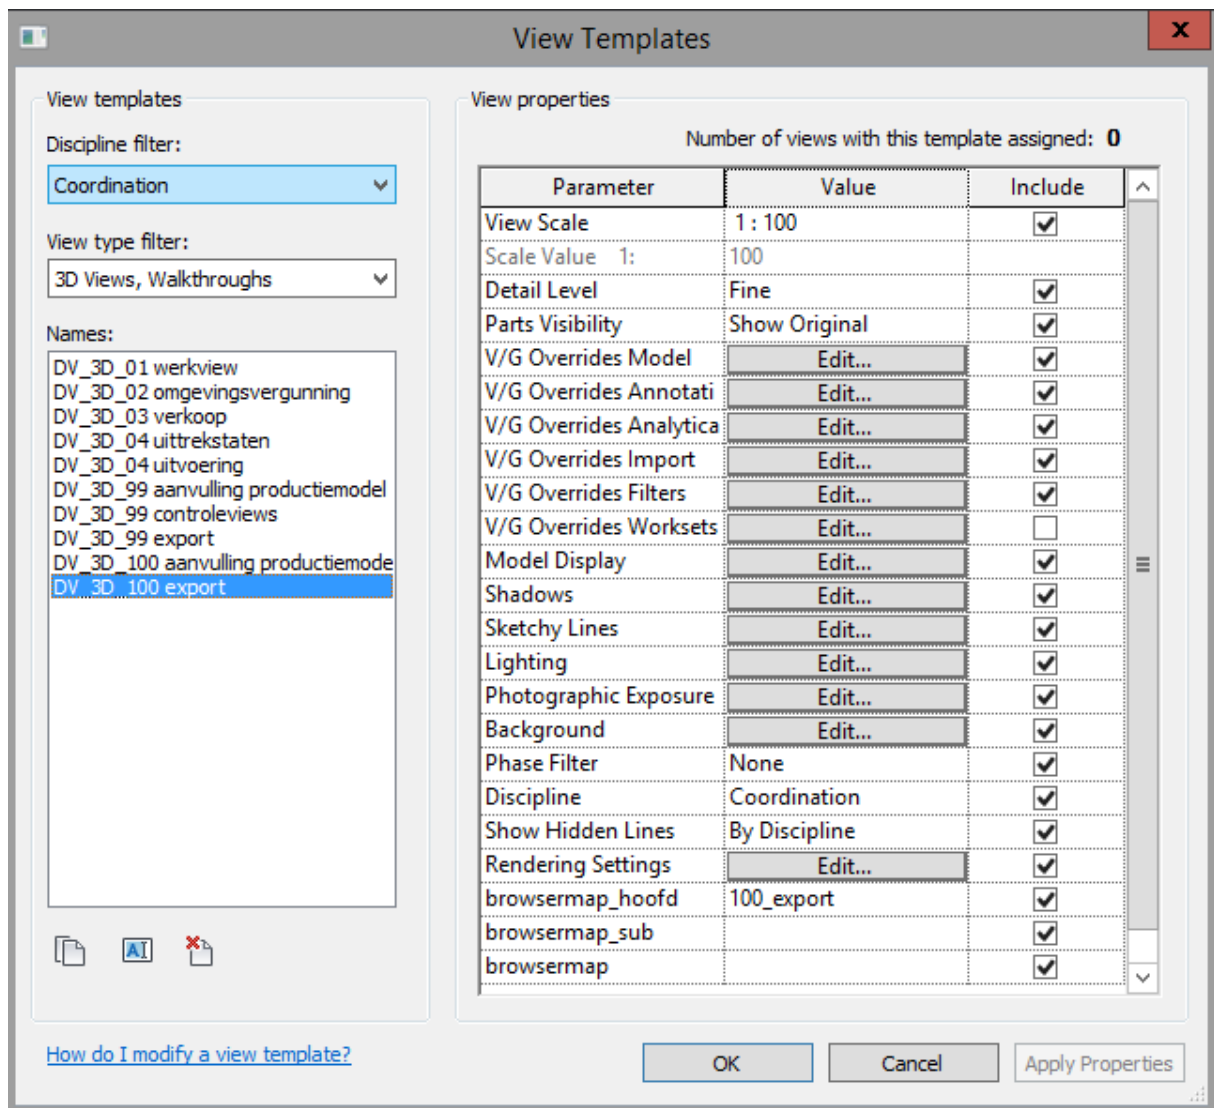 View Templates
x
View templates
Discipline filter:
Coordination
View type filter:
3D Views, Walkthroughs
Names:
DV_3D_01 werkview
DV_3D_02 omgevingsvergunning
DV_3D_03 verkoop
DV_3D_04 uittrekstaten
DV_3D_04 uitvoering
DV_3D_99 aanvulling productiemodel
DV_3D_99 controleviews
DV_3D_99 export
DV_3D_100 aanvulling productiemode
DV_3D_100 export
AI
How do I modify a view template?
View properties
Number of views with this template assigned: 0
Parameter Value Include
View Scale 1 : 100
Scale Value 1: 100
Detail Level Fine
Parts Visibility Show Original
V/G Overrides Model Edit...
V/G Overrides Annotati Edit...
V/G Overrides Analytica Edit...
V/G Overrides Import Edit...
V/G Overrides Filters Edit...
V/G Overrides Worksets Edit...
Model Display Edit...
Shadows Edit...
Sketchy Lines Edit...
Lighting Edit...
Photographic Exposure Edit...
Background Edit...
Phase Filter None
Discipline Coordination
Show Hidden Lines By Discipline
Rendering Settings Edit...
browsermap_hoofd 100_export
browsermap_sub
browsermap
OK Cancel Apply Properties